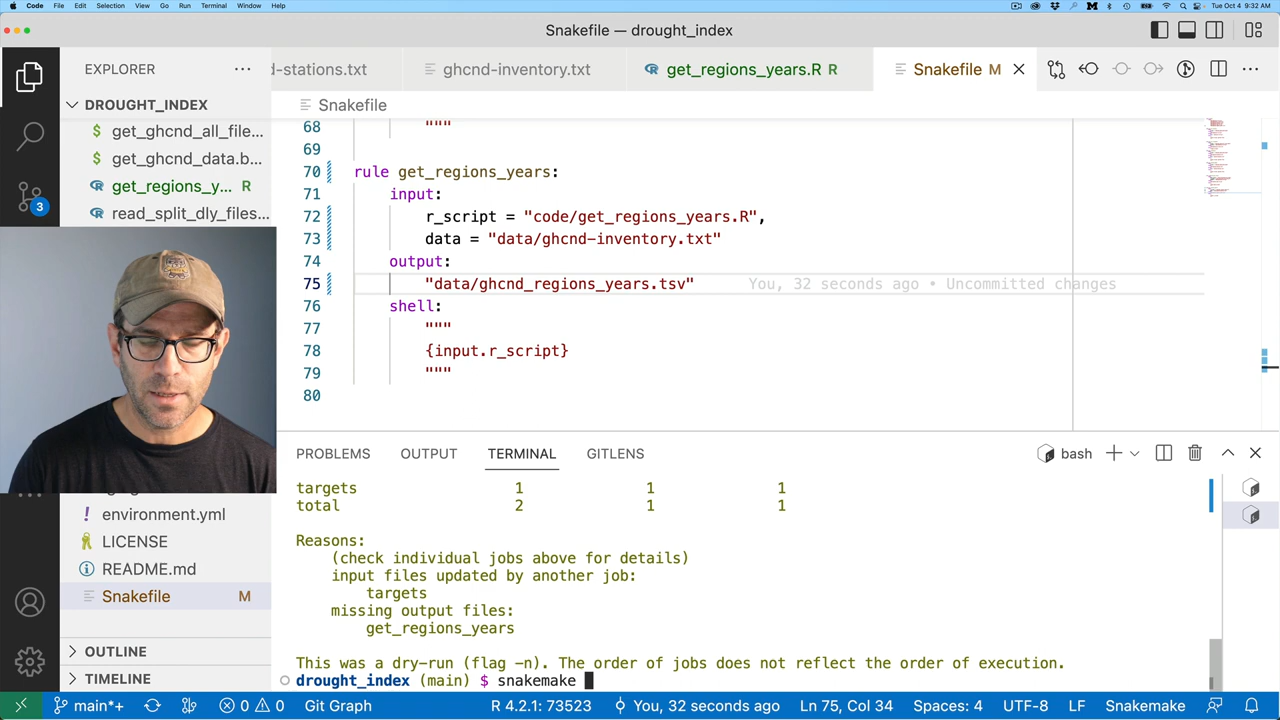 Code File Edit Selection View Go Run Terminal Window Help Tue Oct 4 9:32 AM
Snakefile — drought_index
EXPLORER
d-stations.txt ghcnd-inventory.txt get_regions_years.R R Snakefile M
DROUGHT_INDEX
Snakefile
get_ghcnd_all_file...
get_ghcnd_data.b...
get_regions_y... R
read_split_dly_files...
3
68 """
69
70 rule get_regions_years:
71 input:
72 r_script = "code/get_regions_years.R",
73 data = "data/ghcnd-inventory.txt"
74 output:
75 "data/ghcnd_regions_years.tsv" You, 32 seconds ago • Uncommitted changes
76 shell:
77 """
78 {input.r_script}
79 """
80
PROBLEMS OUTPUT TERMINAL GITLENS bash
targets 1 1 1
total 2 1 1
Reasons:
(check individual jobs above for details)
input files updated by another job:
targets
missing output files:
get_regions_years
This was a dry-run (flag -n). The order of jobs does not reflect the order of execution.
drought_index (main) $ snakemake
environment.yml
LICENSE
README.md
Snakefile M
OUTLINE
TIMELINE
main*+ 0 0 Git Graph R 4.2.1: 73523 You, 32 seconds ago Ln 75, Col 34 Spaces: 4 UTF-8 LF Snakemake